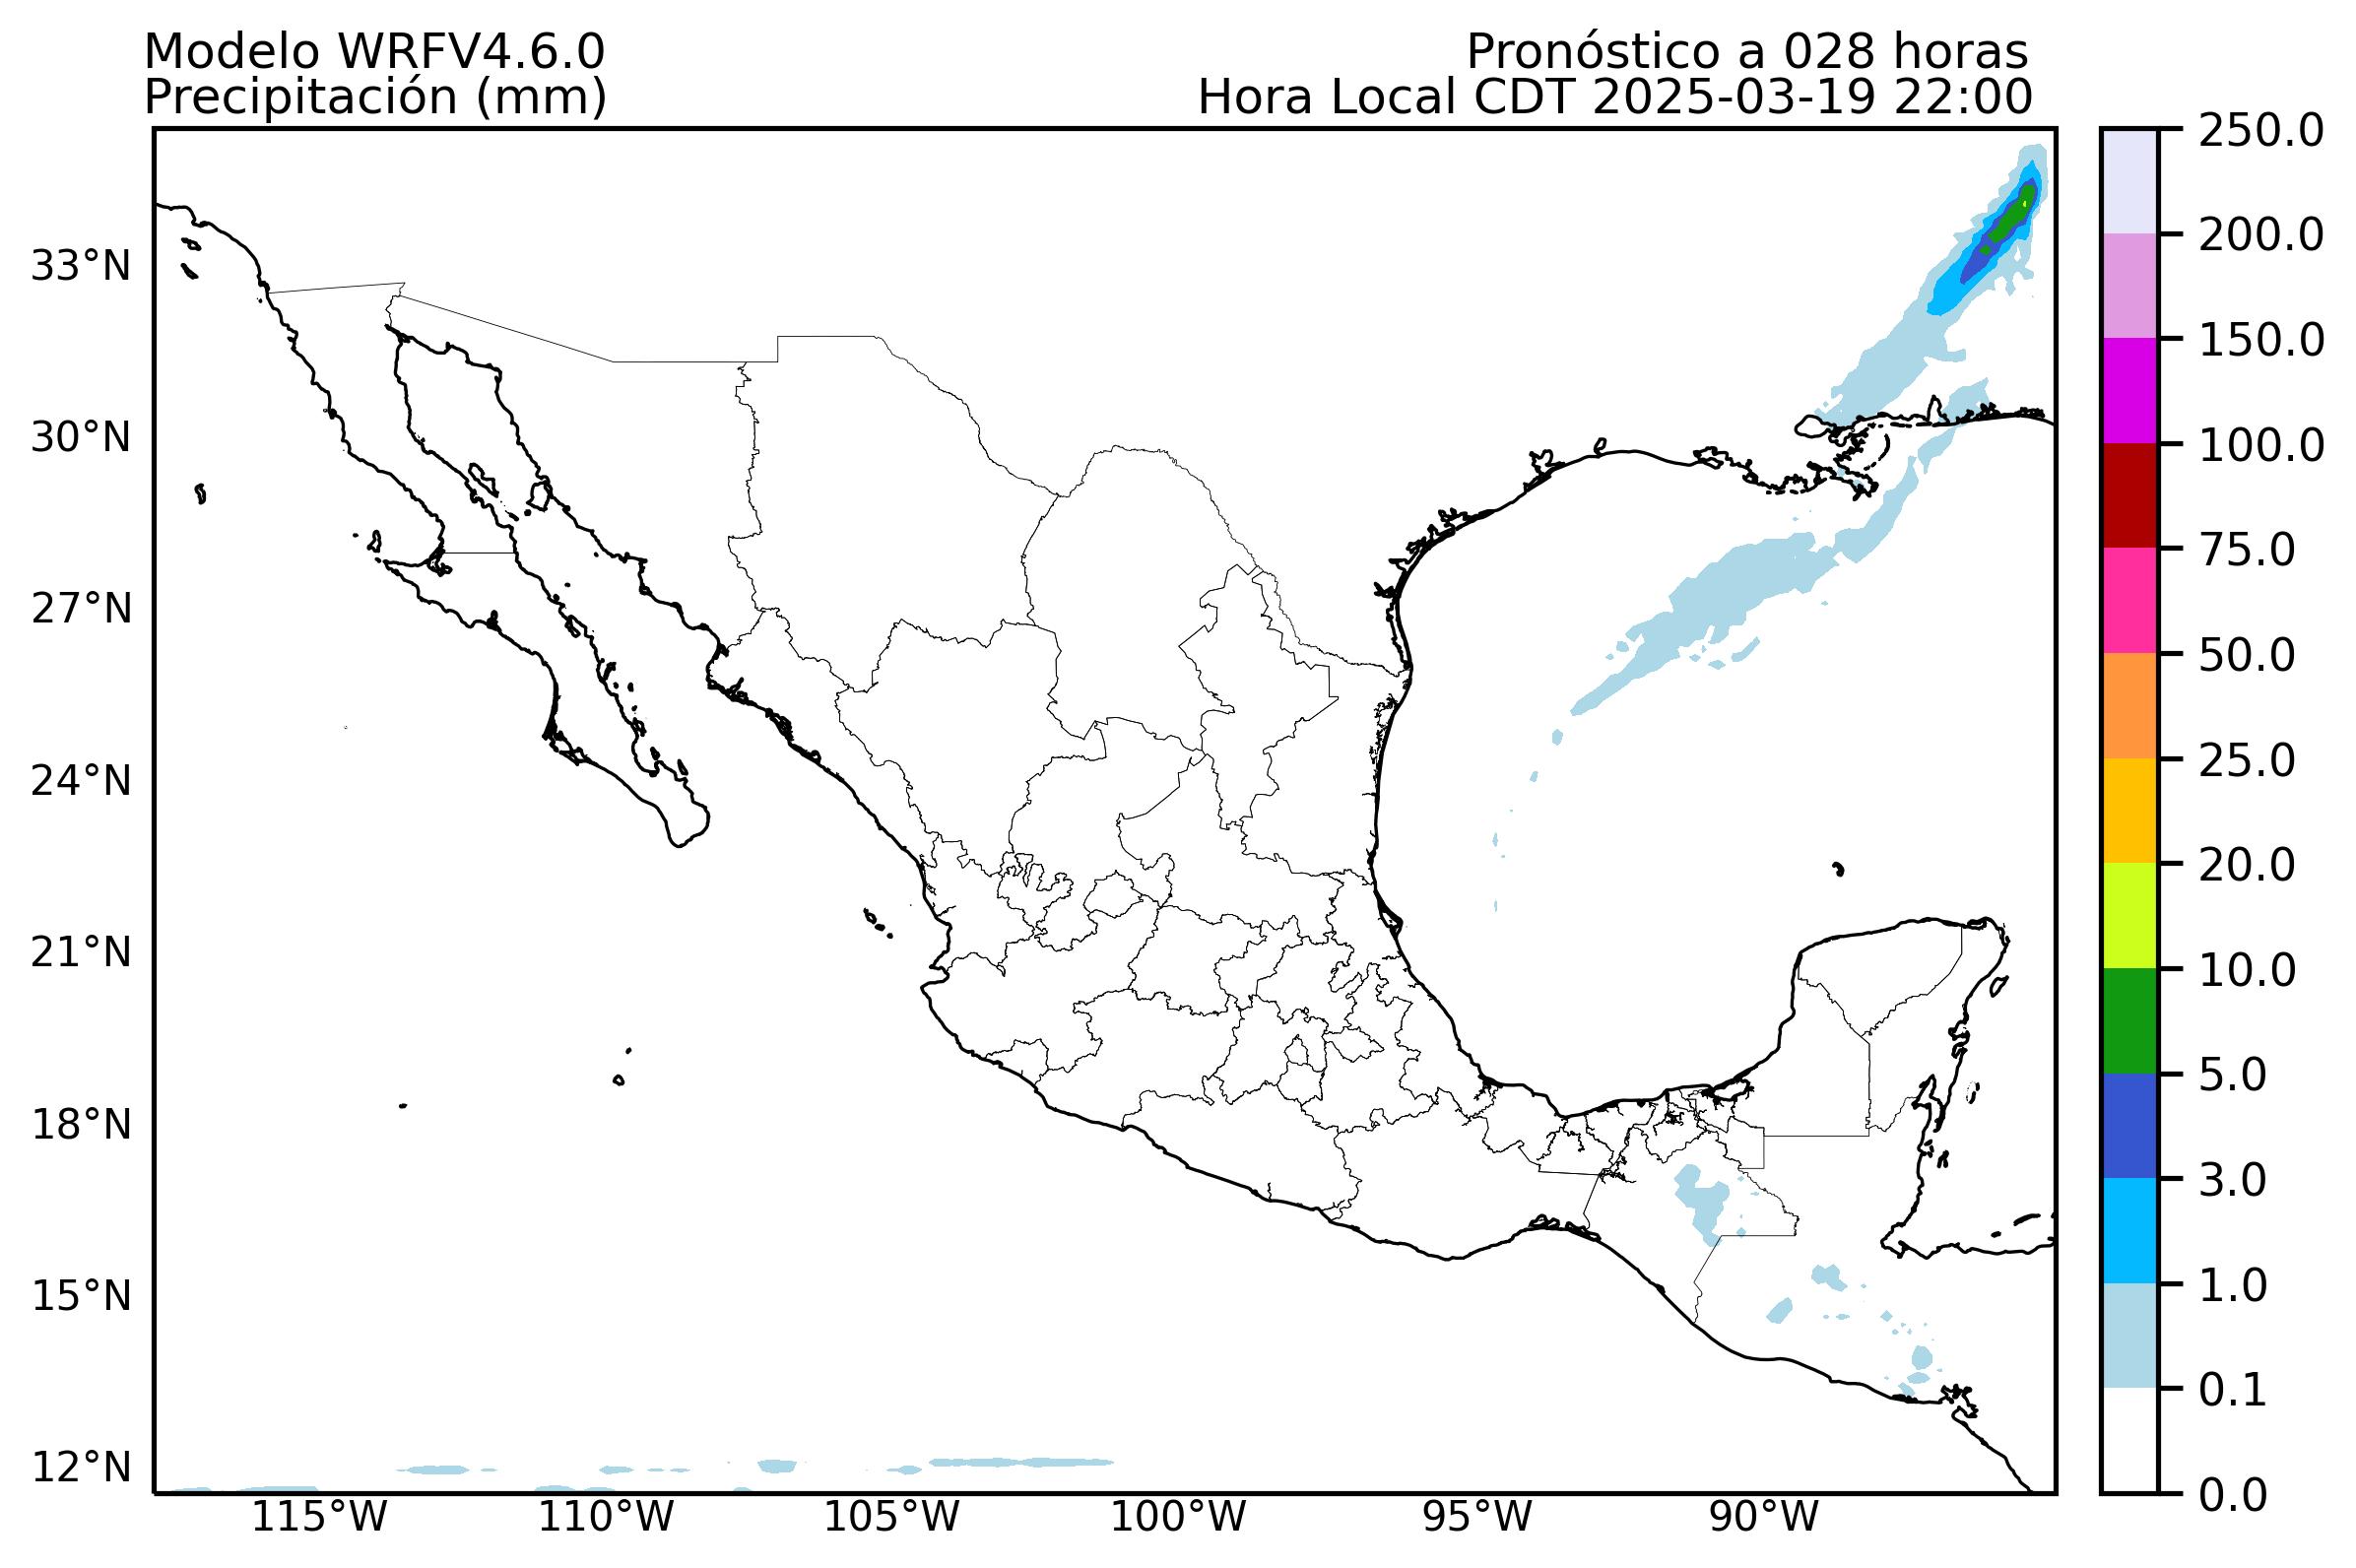 Modelo WRFV4.6.0
Pronóstico a 028 horas
Precipitación (mm)
Hora Local CDT 2025-03-19 22:00
33°N
30°N
27°N
24°N
21°N
18°N
15°N
12°N
115°W
110°W
105°W
100°W
95°W
90°W
250.0
200.0
150.0
100.0
75.0
50.0
25.0
20.0
10.0
5.0
3.0
1.0
0.1
0.0